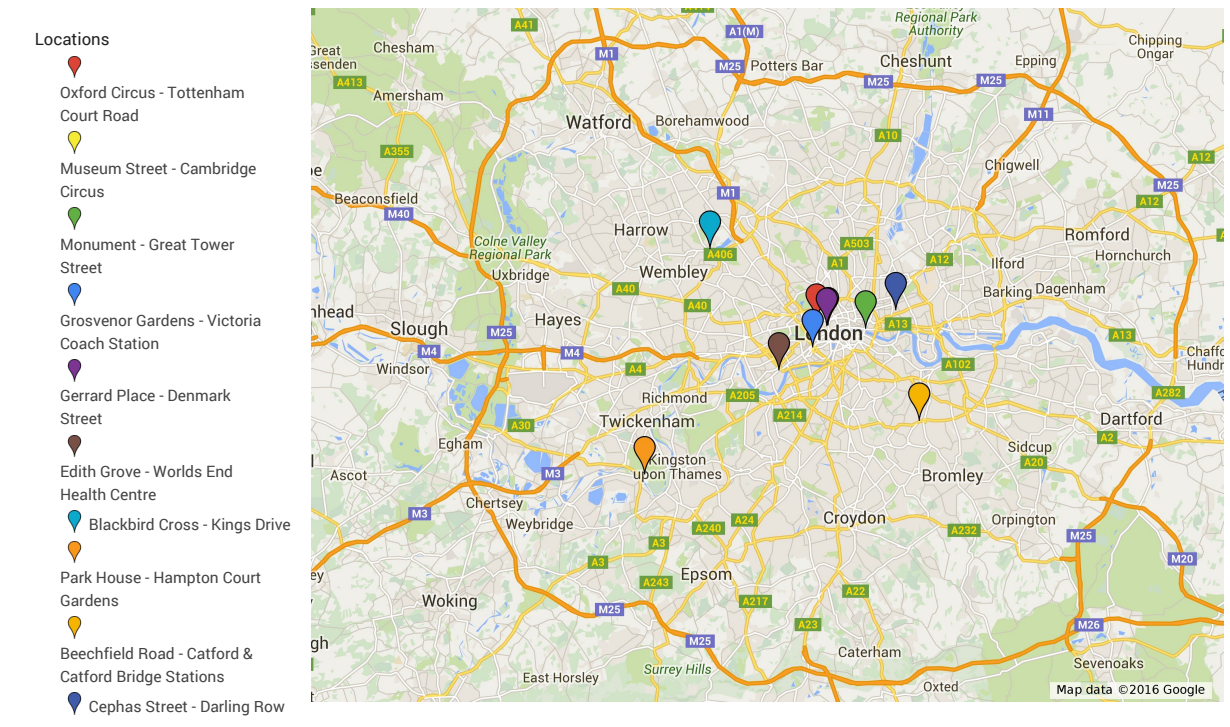 Locations
Oxford Circus - Tottenham
Court Road
Museum Street - Cambridge
Circus
Monument - Great Tower
Street
Grosvenor Gardens - Victoria
Coach Station
Gerrard Place - Denmark
Street
Edith Grove - Worlds End
Health Centre
Blackbird Cross - Kings Drive
Park House - Hampton Court
Gardens
Beechfield Road - Catford &
Catford Bridge Stations
Cephas Street - Darling Row
Regional Park
Authority
A41
A1(M)
Chesham
Great
ssenden
M1
M25
Potters Bar
Cheshunt
Epping
Chipping
Ongar
A413
Amersham
M25
M25
Watford
Borehamwood
M11
A10
A355
A12
Chigwell
M25
Beaconsfield
M40
M1
A12
Harrow
Colne Valley
Regional Park
A503
Romford
A406
A1
A12
Ilford
Hornchurch
Uxbridge
Wembley
A40
A40
Barking
Dagenham
nhead
Slough
M25
Hayes
London
A13
A13
M4
M4
Windsor
A4
A102
Chaffo
Hundr
Richmond
A205
A214
A282
A30
Twickenham
Dartford
Egham
A2
Sidcup
A20
Kingston
upon Thames
Ascot
M3
Bromley
Chertsey
M3
Weybridge
A240
A24
Croydon
Orpington
A232
M25
A3
A3
M20
Epsom
A243
A22
Woking
A217
M25
A23
M26
M25
Caterham
Sevenoaks
Surrey Hills
East Horsley
Oxted
Map data ©2016 Google